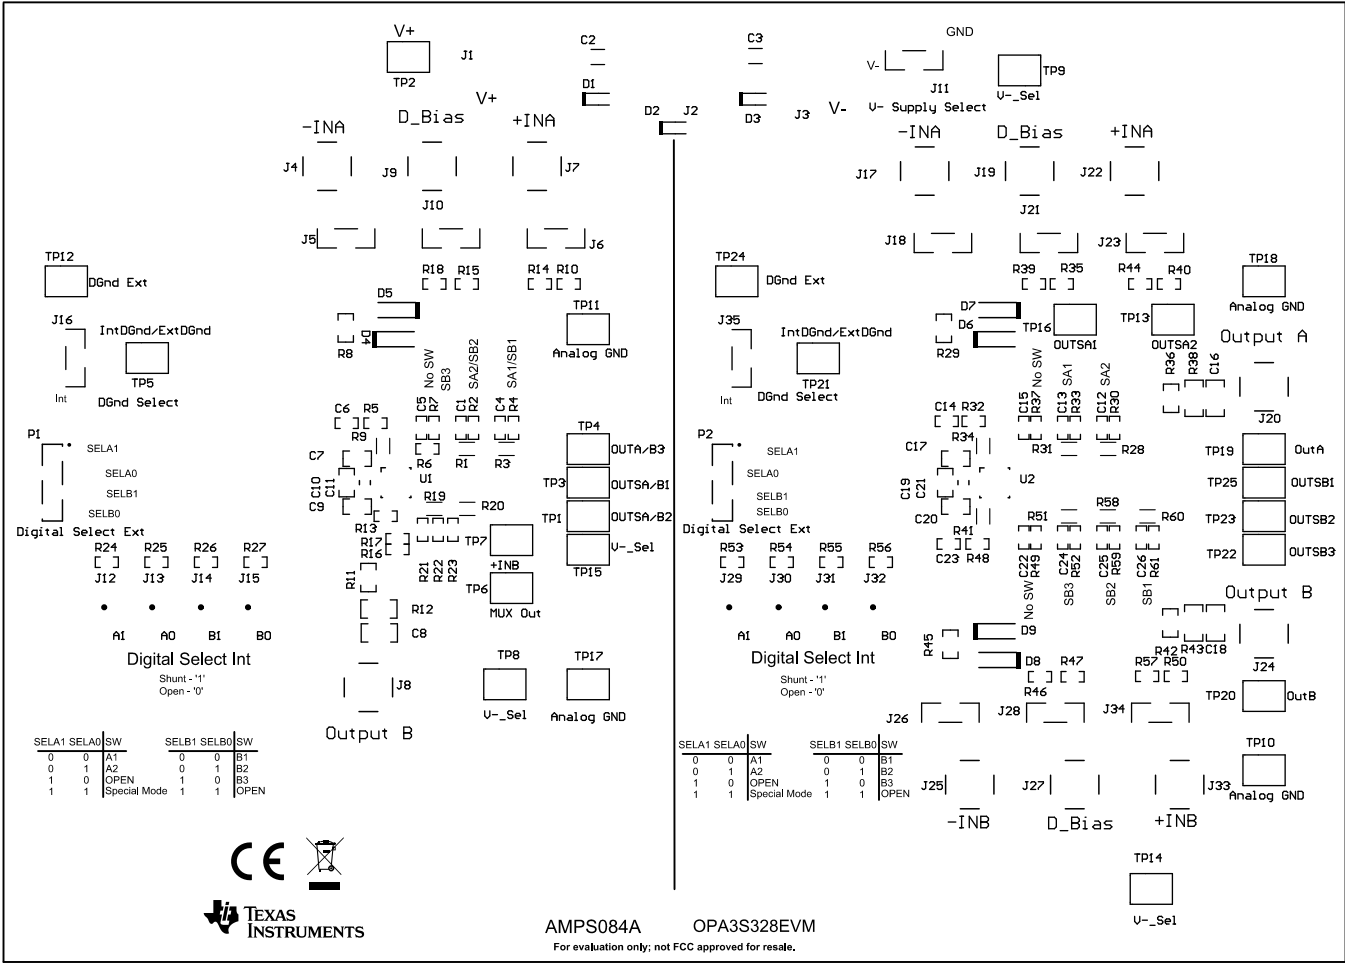 V+
TP2
J1
C2
C3
GND
V-
J11
TP9
V-_Sel
V- Supply Select
D1
D2
J2
D3
J3
V-
V+
-INA
D_Bias
+INA
J4
J9
J7
J10
J5
J6
-INA
D_Bias
+INA
J17
J19
J22
J21
J18
J23
TP12
DGnd Ext
J16
IntDGnd/ExtDGnd
TP5
Int
DGnd Select
R18
R15
R14
R10
D5
D4
R8
TP11
Analog GND
No SW
SB3
SA2/SB2
SA1/SB1
C6
R5
C5
R7
C1
R2
C4
R4
R9
C7
R6
R1
R3
C10
C11
C9
U1
TP4
OUTA/B3
TP3
OUTSA/B1
TP1
OUTSA/B2
V-_Sel
TP15
R19
R20
R13
R17
R16
R21
R22
R23
TP7
+INB
TP6
MUX Out
R11
R12
C8
J8
Output B
TP8
V-_Sel
TP17
Analog GND
P1
SELA1
SELA0
SELB1
SELB0
Digital Select Ext
R24
R25
R26
R27
J12
J13
J14
J15
A1
A0
B1
B0
Digital Select Int
Shunt - '1'
Open - '0'
SELA1 SELA0 SW
0 0 A1
0 1 A2
1 0 OPEN
1 1 Special Mode
SELB1 SELB0 SW
0 0 B1
0 1 B2
1 0 B3
1 1 OPEN
TP24
DGnd Ext
J35
IntDGnd/ExtDGnd
TP21
Int
DGnd Select
R39
R35
R44
R40
D7
D6
R29
TP16
OUTSA1
TP13
OUTSA2
TP18
Analog GND
Output A
R36
R38
C16
J20
No SW
SA1
SA2
C14
R32
C15
R37
C13
R33
C12
R30
C17
R34
R31
R28
C19
C21
C20
U2
TP19
OutA
TP25
OUTSB1
TP23
OUTSB2
TP22
OUTSB3
R51
R58
R60
R41
C23
R48
C22
R49
C24
R52
C25
R59
C26
R61
No SW
SB3
SB2
SB1
P2
SELA1
SELA0
SELB1
SELB0
Digital Select Ext
R53
R54
R55
R56
J29
J30
J31
J32
A1
A0
B1
B0
Digital Select Int
Shunt - '1'
Open - '0'
D9
R45
D8
R47
R46
R57
R50
R42
R43
C18
Output B
J24
TP20
OutB
J26
J28
J34
J25
J27
J33
-INB
D_Bias
+INB
TP10
Analog GND
TP14
V-_Sel
SELA1 SELA0 SW
0 0 A1
0 1 A2
1 0 OPEN
1 1 Special Mode
SELB1 SELB0 SW
0 0 B1
0 1 B2
1 0 B3
1 1 OPEN
CE
TEXAS
INSTRUMENTS
AMPS084A OPA3S328EVM
For evaluation only; not FCC approved for resale.